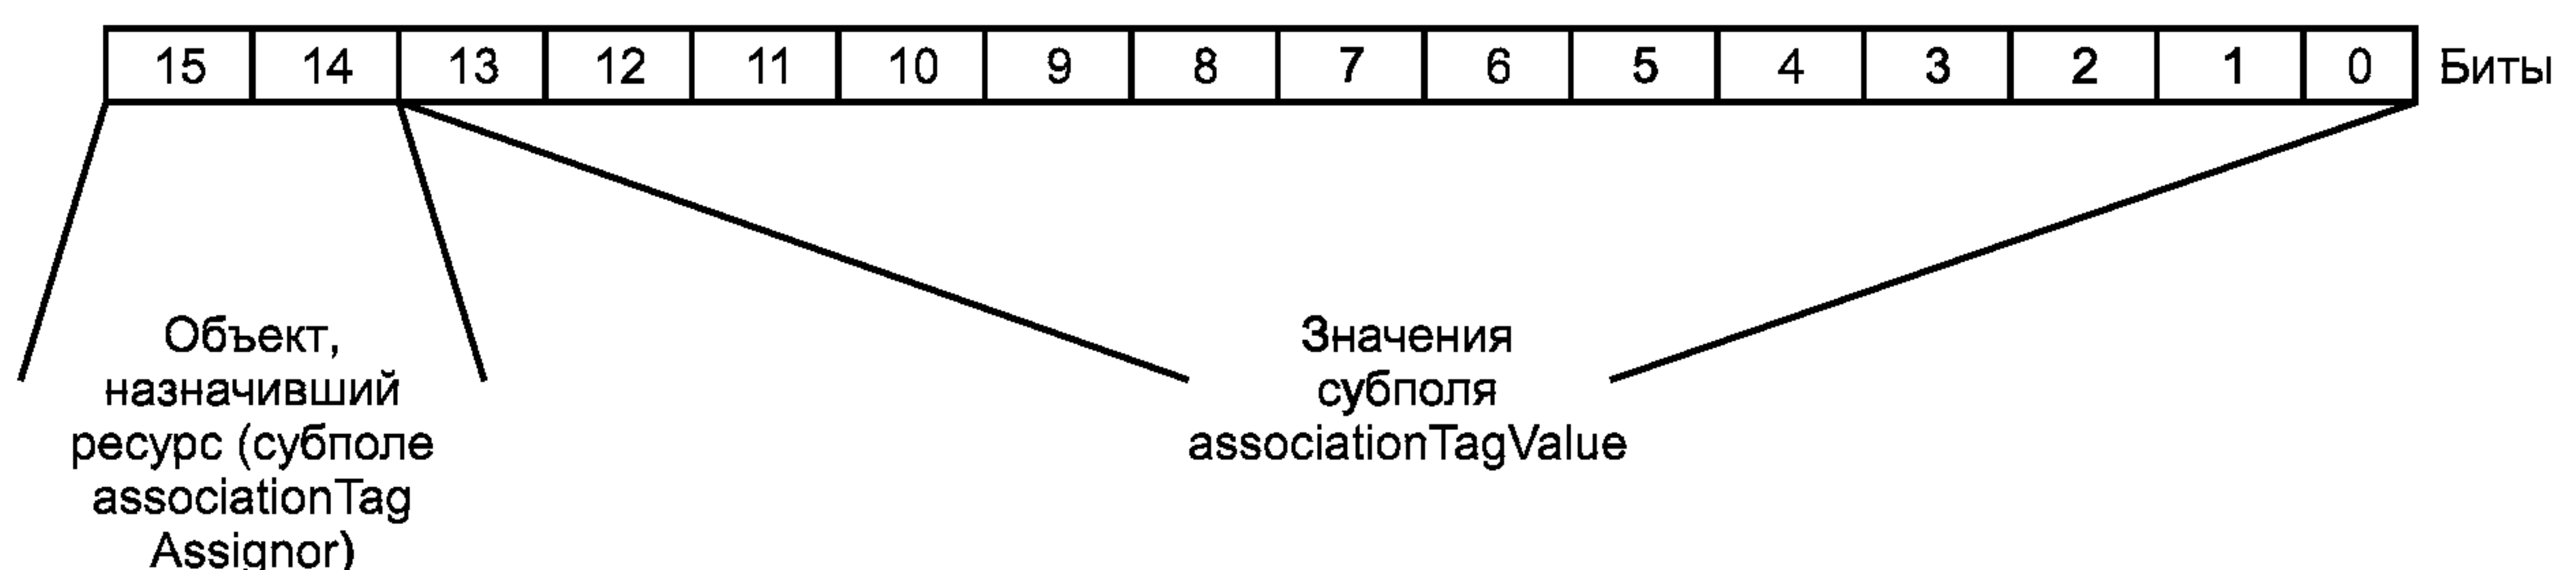 15 14 13 12 11 10 9 8 7 6 5 4 3 2 1 0 Биты
Объект,
назначивший
ресурс (субполе
associationTag
Assignor)
Значения
субполя
associationTagValue